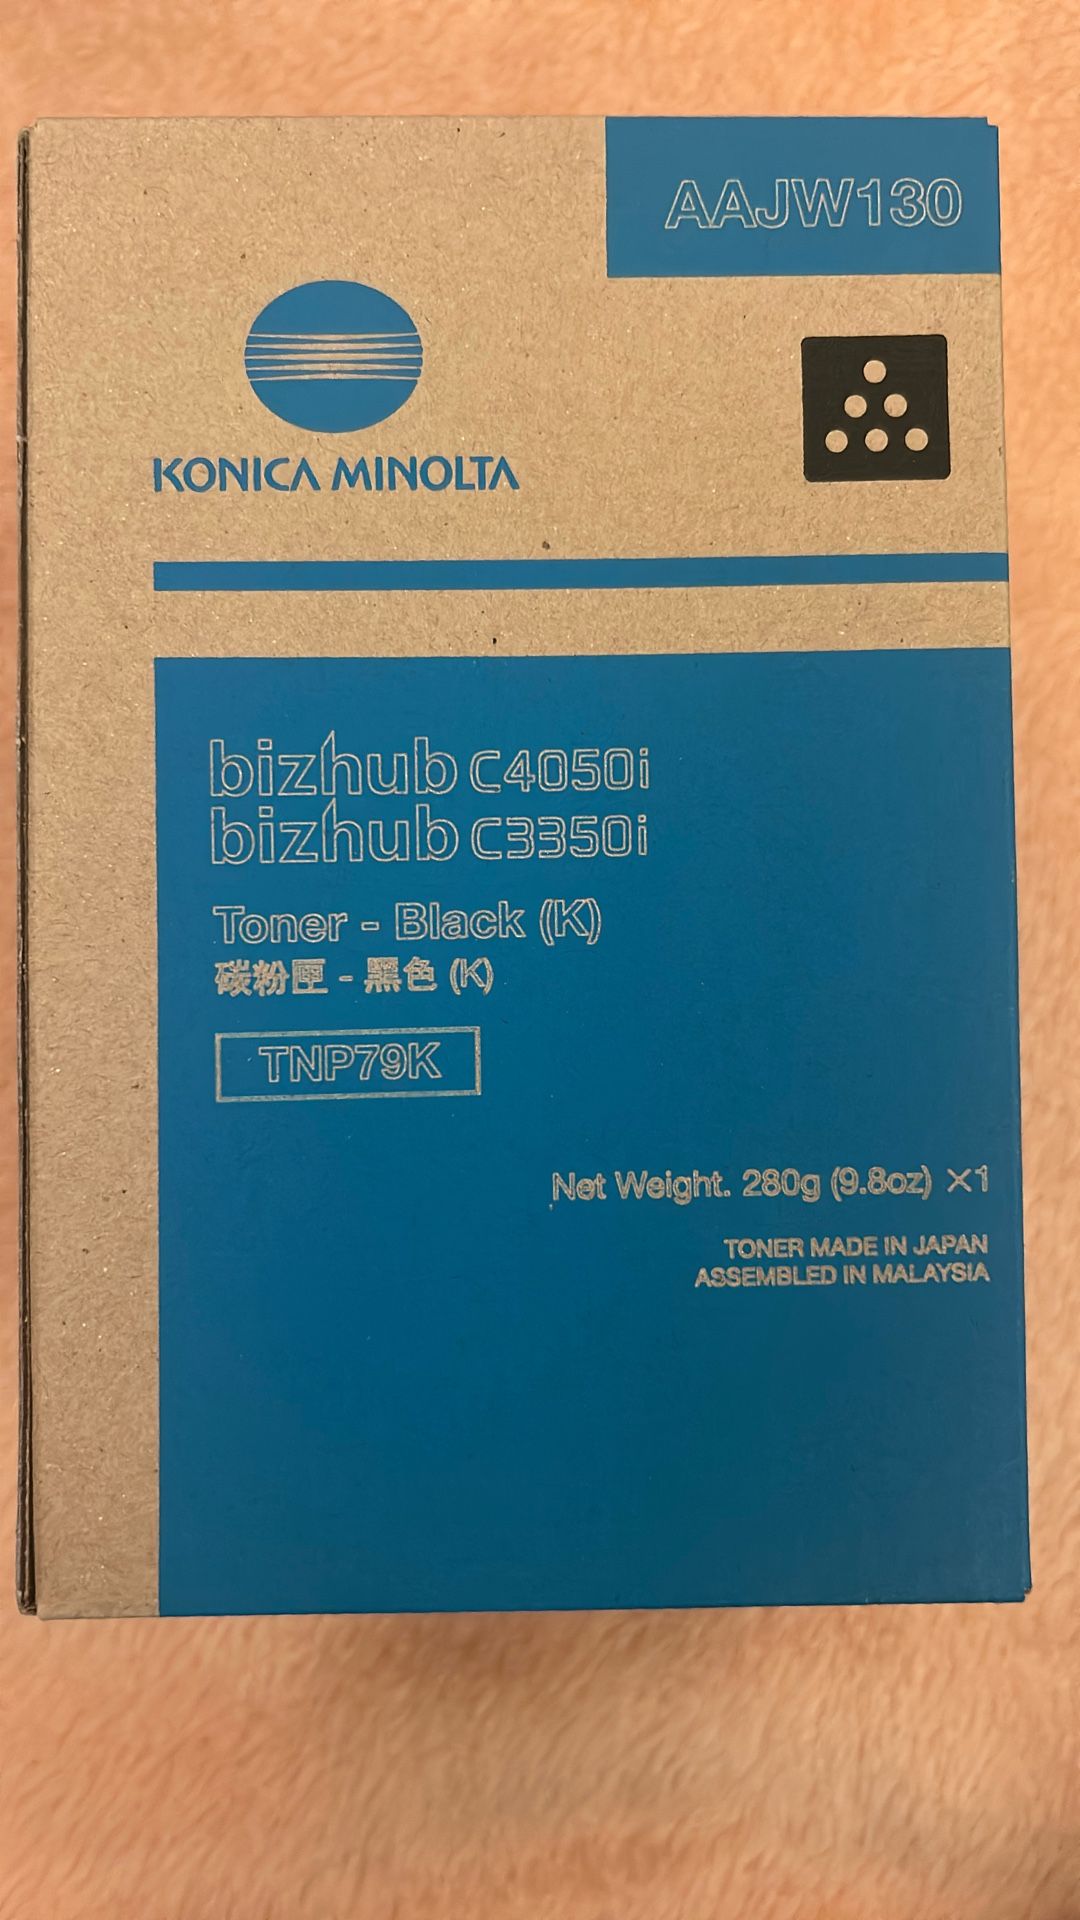 AAJW130
KONICA MINOLTA
bizhub C4050i
bizhub C3350i
Toner - Black (K)
碳粉匣 - 黑色 (K)
TNP79K
Net Weight. 280g (9.8oz) ×1
TONER MADE IN JAPAN
ASSEMBLED IN MALAYSIA